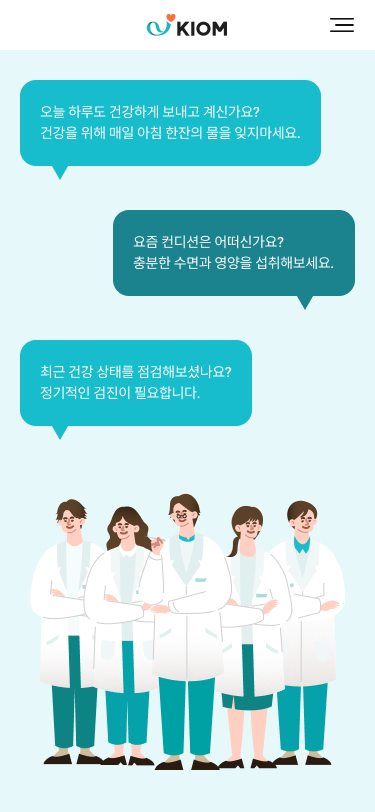 KIOM
오늘 하루도 건강하게 보내고 계신가요?
건강을 위해 매일 아침 한잔의 물을 잊지마세요.
요즘 컨디션은 어떠신가요?
충분한 수면과 영양을 섭취해보세요.
최근 건강 상태를 점검해보셨나요?
정기적인 검진이 필요합니다.